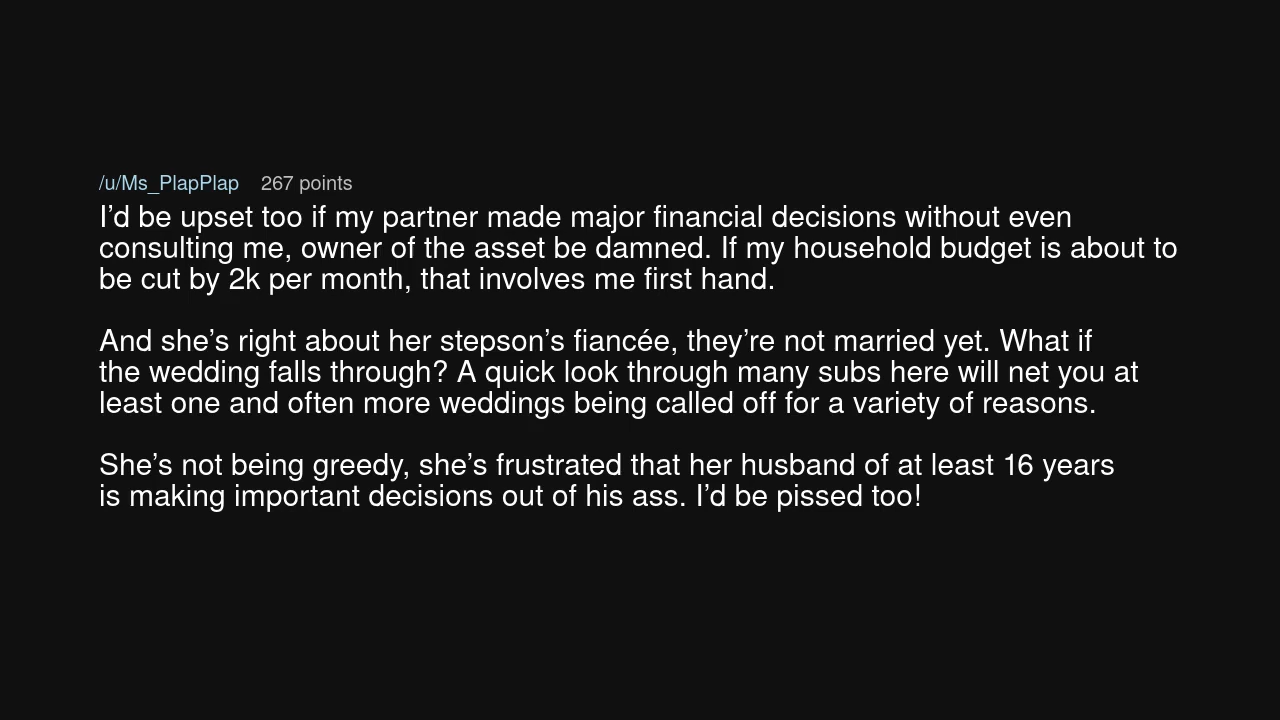 /u/Ms_PlapPlap 267 points
I’d be upset too if my partner made major financial decisions without even
consulting me, owner of the asset be damned. If my household budget is about to
be cut by 2k per month, that involves me first hand.
And she’s right about her stepson’s fiancée, they’re not married yet. What if
the wedding falls through? A quick look through many subs here will net you at
least one and often more weddings being called off for a variety of reasons.
She’s not being greedy, she’s frustrated that her husband of at least 16 years
is making important decisions out of his ass. I’d be pissed too!